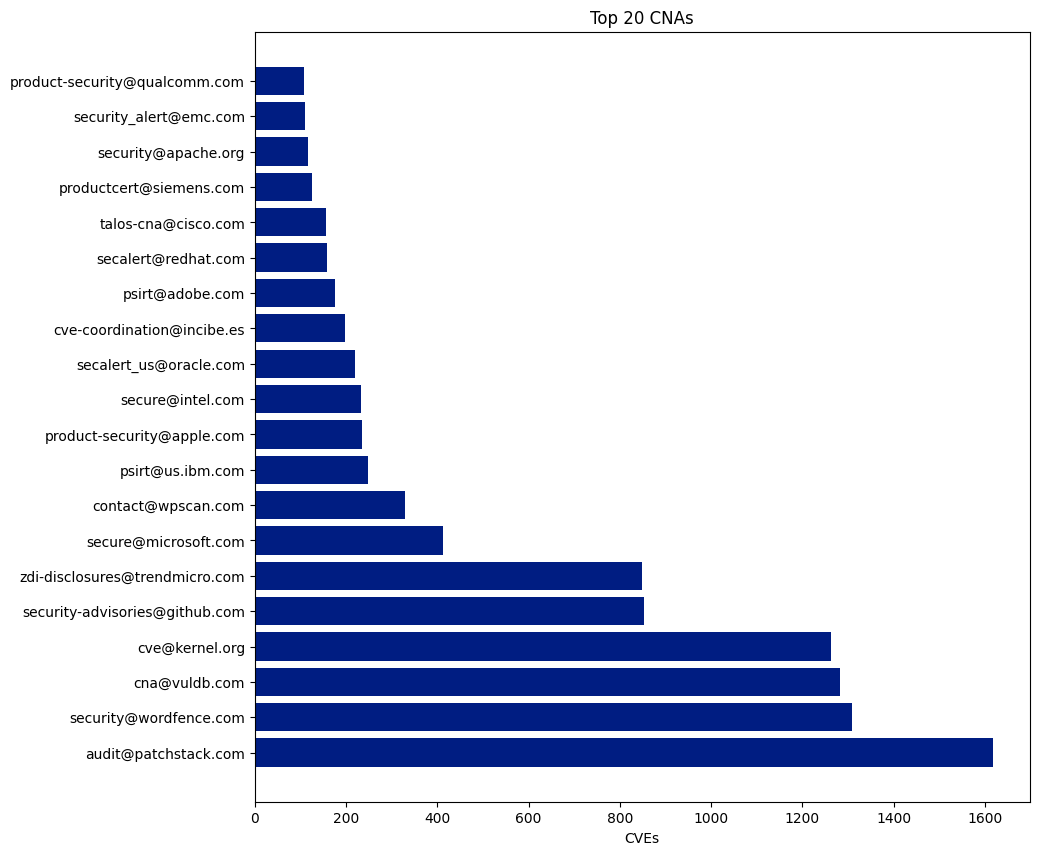 Top 20 CNAs
product-security@qualcomm.com
security_alert@emc.com
security@apache.org
productcert@siemens.com
talos-cna@cisco.com
secalert@redhat.com
psirt@adobe.com
cve-coordination@incibe.es
secalert_us@oracle.com
secure@intel.com
product-security@apple.com
psirt@us.ibm.com
contact@wpscan.com
secure@microsoft.com
zdi-disclosures@trendmicro.com
security-advisories@github.com
cve@kernel.org
cna@vuldb.com
security@wordfence.com
audit@patchstack.com
0 200 400 600 800 1000 1200 1400 1600
CVEs